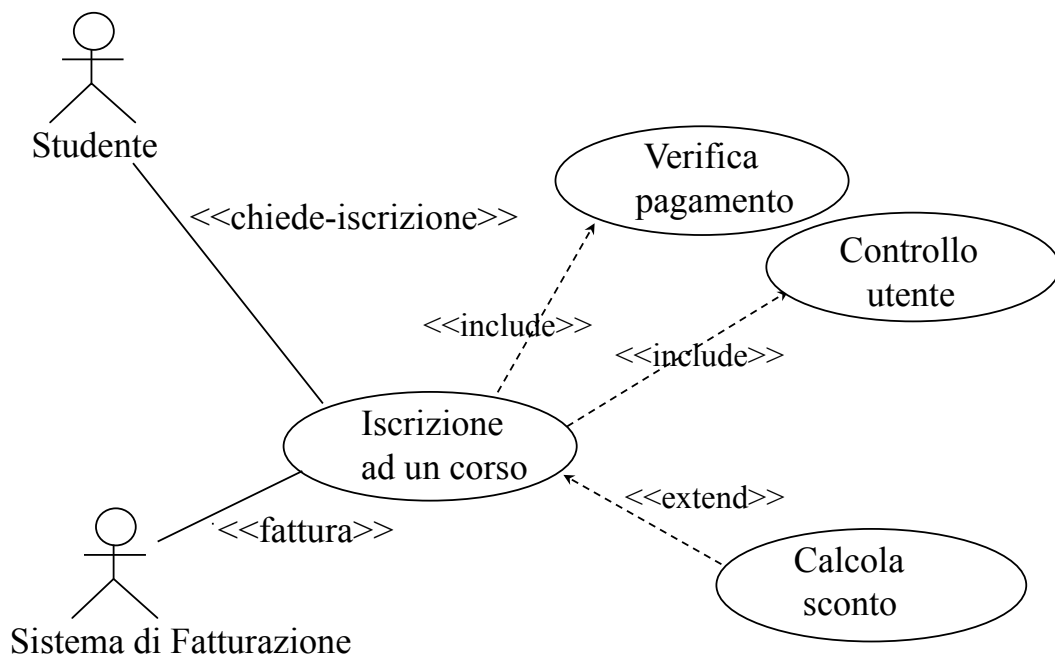 Studente
<<chiede-iscrizione>>
Verifica
pagamento
Controllo
utente
<<include>>
<<include>>
Iscrizione
ad un corso
<<extend>>
<<fattura>>
Calcola
sconto
Sistema di Fatturazione